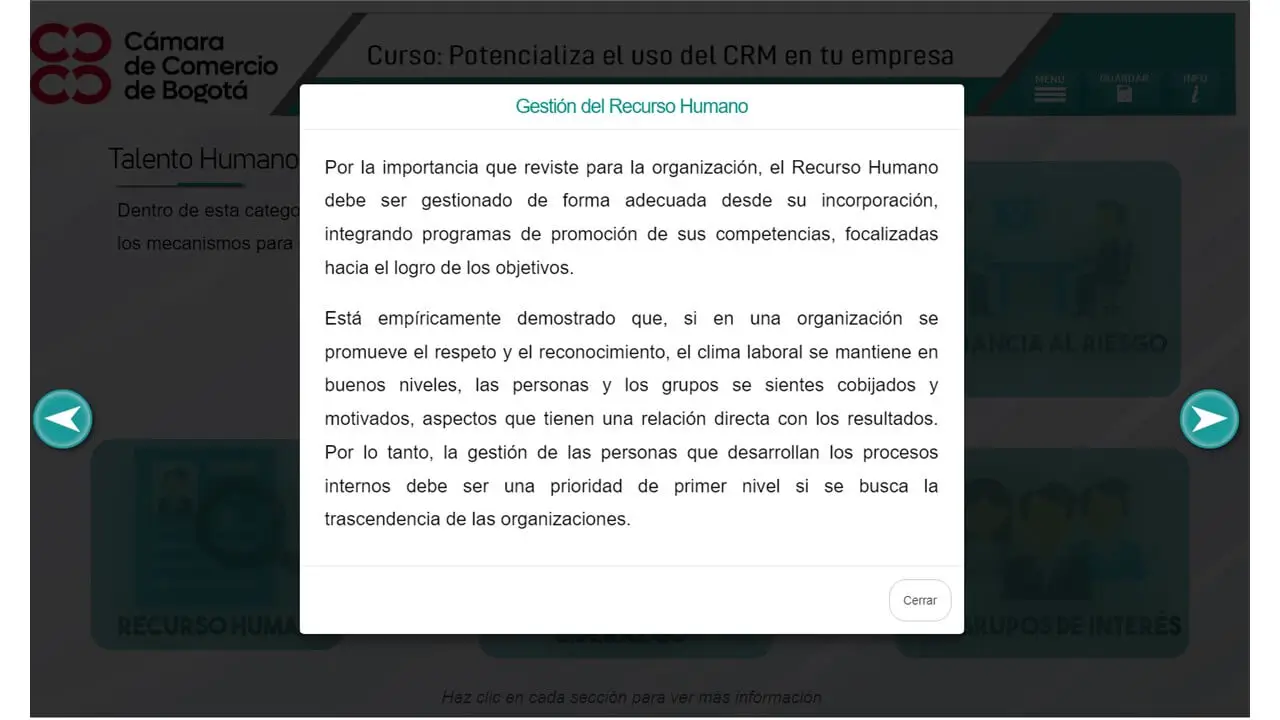 Cámara
de Comercio
de Bogotá
Curso: Potencializa el uso del CRM en tu empresa
MENU
GUARDAR
INFO
Gestión del Recurso Humano
Talento Humano
Dentro de esta catego
los mecanismos para
Por la importancia que reviste para la organización, el Recurso Humano
debe ser gestionado de forma adecuada desde su incorporación,
integrando programas de promoción de sus competencias, focalizadas
hacia el logro de los objetivos.
Está empíricamente demostrado que, si en una organización se
promueve el respeto y el reconocimiento, el clima laboral se mantiene en
buenos niveles, las personas y los grupos se sientes cobijados y
motivados, aspectos que tienen una relación directa con los resultados.
Por lo tanto, la gestión de las personas que desarrollan los procesos
internos debe ser una prioridad de primer nivel si se busca la
trascendencia de las organizaciones.
Cerrar
AL RIESGO
RECURSO HUMA
GRUPOS DE INTERÉS
Haz clic en cada sección para ver más información